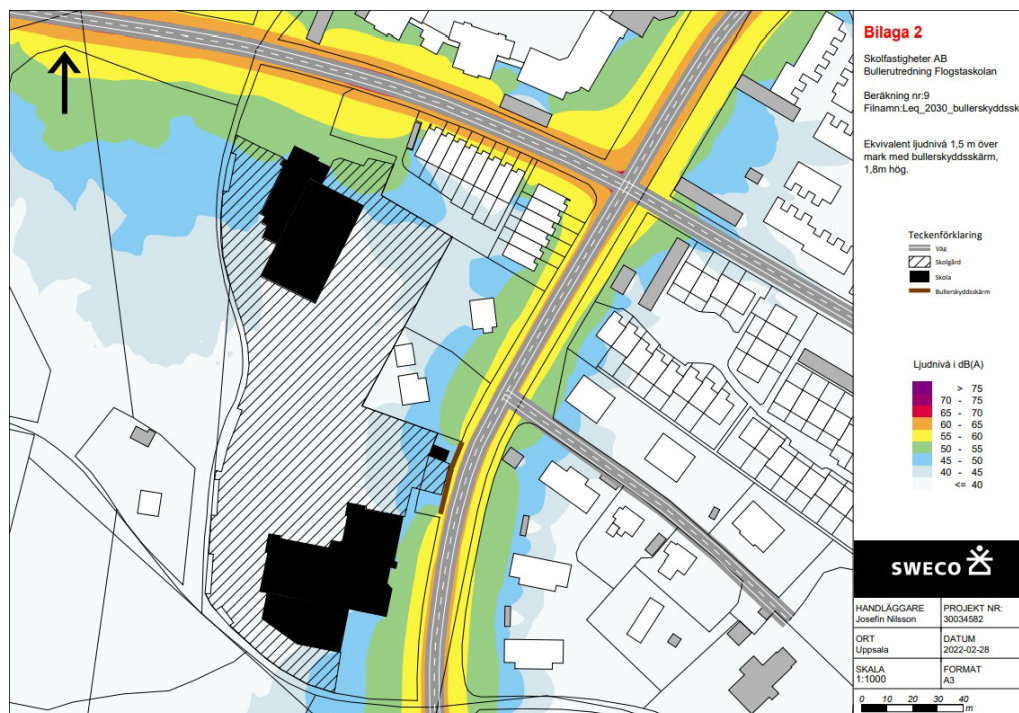 Bilaga 2
Skolfastigheter AB
Bullerutredning Flogstaskolan
Beräkning nr:9
Filnamn:Leq_2030_bullerskyddssk
Ekvivalent ljudnivå 1,5 m över
mark med bullerskyddsskärm,
1,8m hög.
Teckenförklaring
Väg
Skolgård
Skola
Bullerskyddsskärm
Ljudnivå i dB(A)
> 75
70 - 75
65 - 70
60 - 65
55 - 60
50 - 55
45 - 50
40 - 45
<= 40
SWECO
HANDLÄGGARE
Josefin Nilsson
PROJEKT NR:
30034582
ORT
Uppsala
DATUM
2022-02-28
SKALA
1:1000
FORMAT
A3
0 10 20 30 40
m